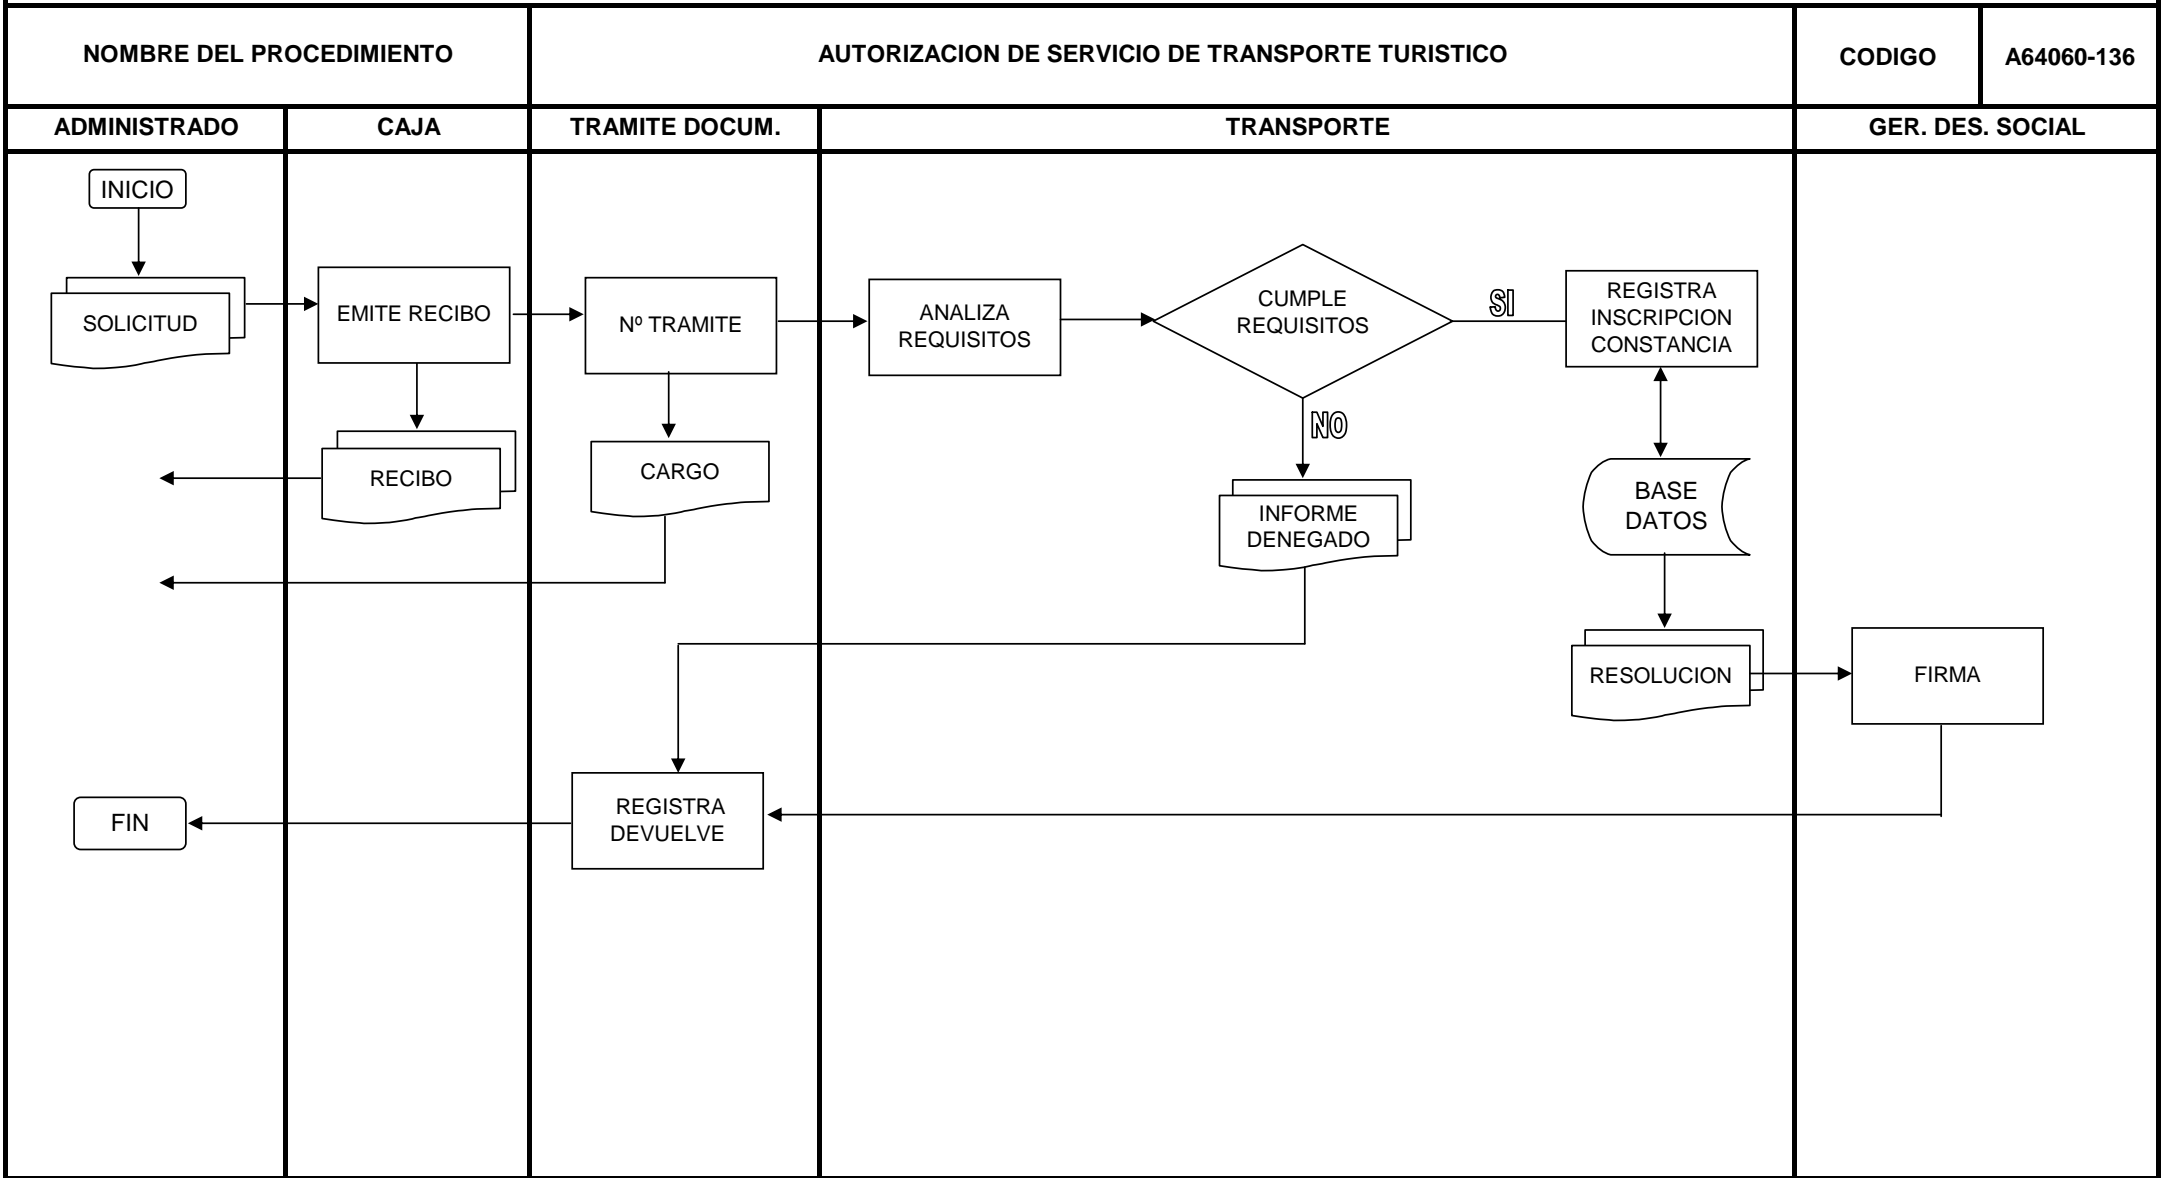 NOMBRE DEL PROCEDIMIENTO
AUTORIZACION DE SERVICIO DE TRANSPORTE TURISTICO
CODIGO
A64060-136
ADMINISTRADO
CAJA
TRAMITE DOCUM.
TRANSPORTE
GER. DES. SOCIAL
INICIO
SOLICITUD
EMITE RECIBO
Nº TRAMITE
ANALIZA
REQUISITOS
CUMPLE
REQUISITOS
SI
REGISTRA
INSCRIPCION
CONSTANCIA
NO
RECIBO
CARGO
INFORME
DENEGADO
BASE
DATOS
RESOLUCION
FIRMA
REGISTRA
DEVUELVE
FIN